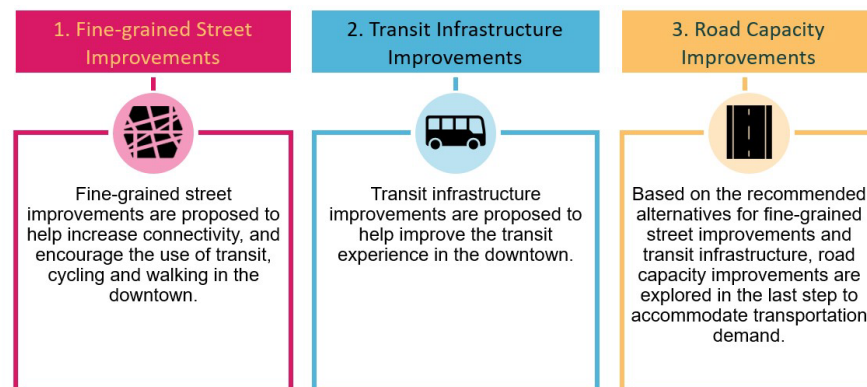 1. Fine-grained Street
Improvements
Fine-grained street
improvements are proposed to
help increase connectivity, and
encourage the use of transit,
cycling and walking in the
downtown.
2. Transit Infrastructure
Improvements
Transit infrastructure
improvements are proposed to
help improve the transit
experience in the downtown.
3. Road Capacity
Improvements
Based on the recommended
alternatives for fine-grained
street improvements and
transit infrastructure, road
capacity improvements are
explored in the last step to
accommodate transportation
demand.